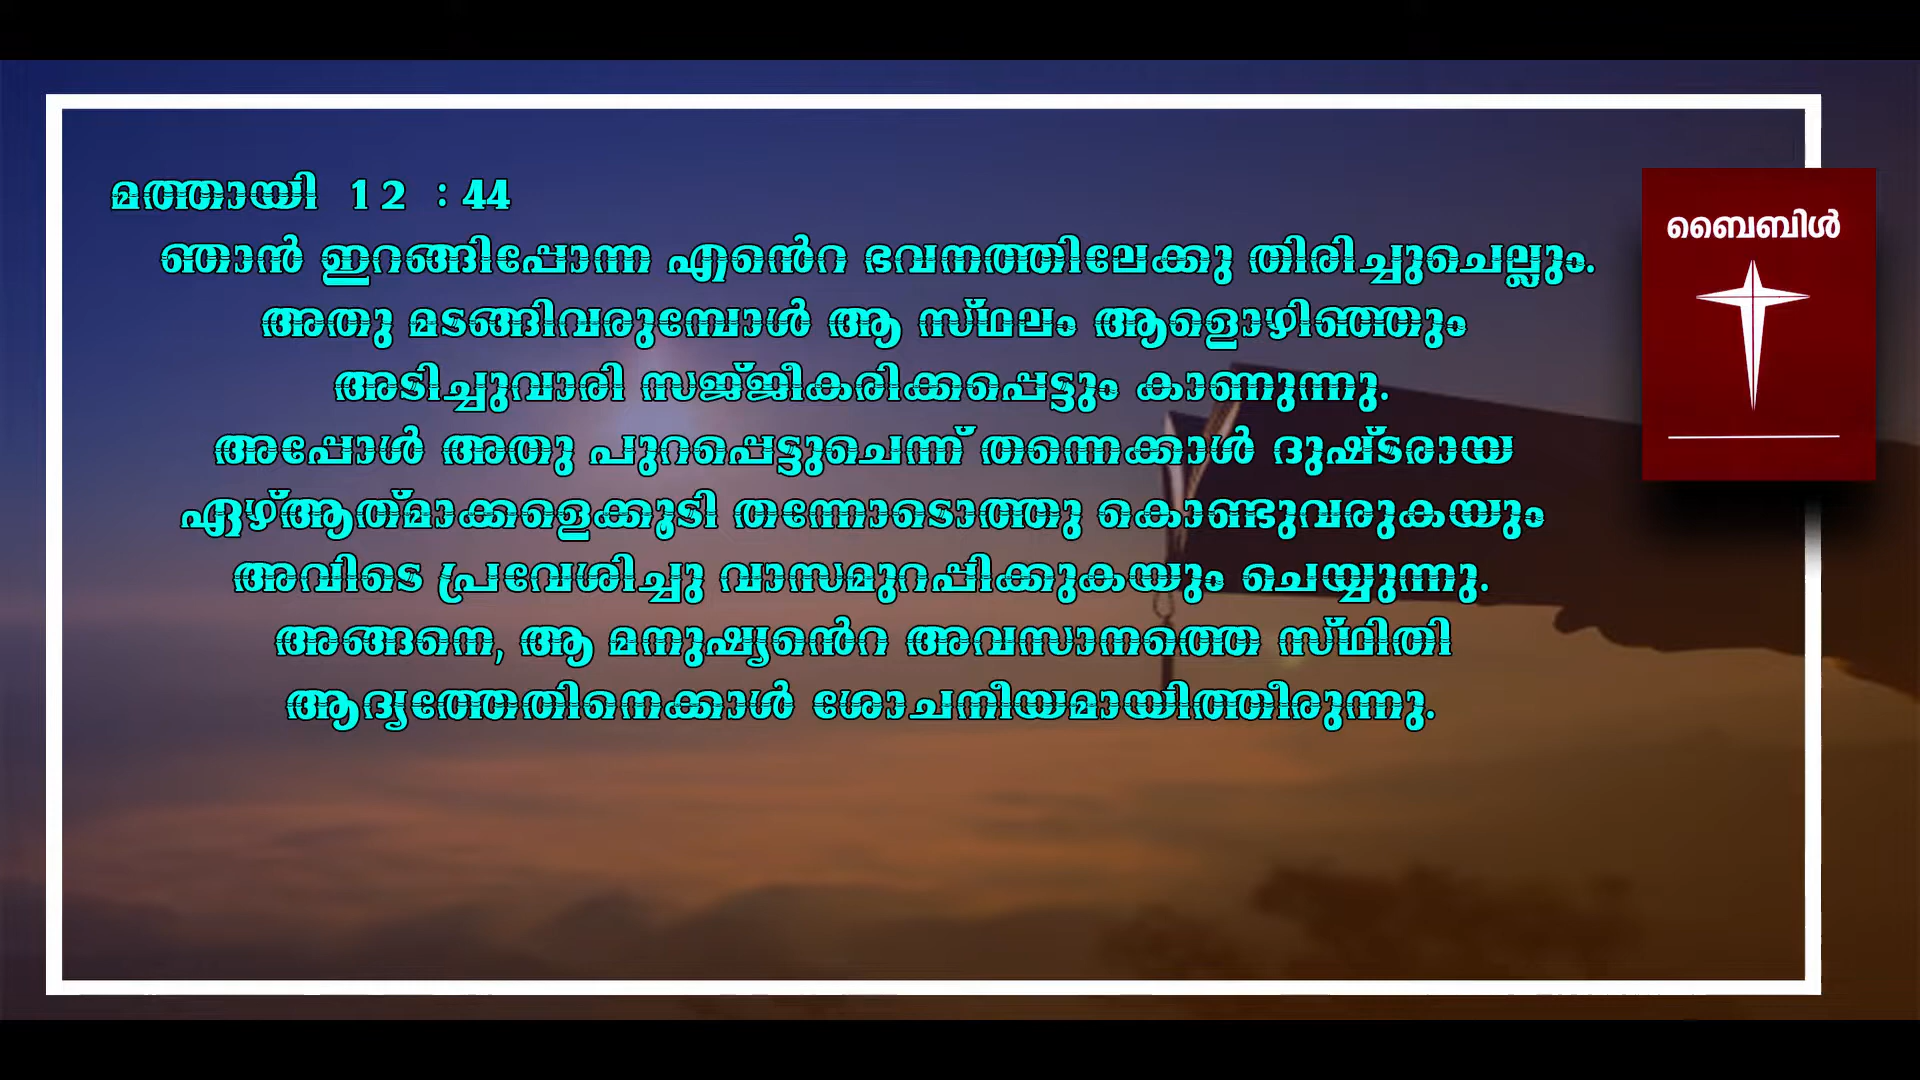 മത്തായി 12 : 44
ഞാൻ ഇറങ്ങിപ്പോന്ന എൻെറ ഭവനത്തിലേക്കു തിരിച്ചുചെല്ലും.
അതു മടങ്ങിവരുമ്പോൾ ആ സ്ഥലം ആളൊഴിഞ്ഞും
അടിച്ചുവാരി സജ്ജീകരിക്കപ്പെട്ടും കാണുന്നു.
അപ്പോൾ അതു പുറപ്പെട്ടുചെന്ന് തന്നെക്കാൾ ദുഷ്ടരായ
ഏഴ്ആത്മാക്കളെക്കൂടി തന്നോടൊത്തു കൊണ്ടുവരുകയും
അവിടെ പ്രവേശിച്ചു വാസമുറപ്പിക്കുകയും ചെയ്യുന്നു.
അങ്ങനെ, ആ മനുഷ്യൻെറ അവസാനത്തെ സ്ഥിതി
ആദ്യത്തേതിനെക്കാൾ ശോചനീയമായിത്തീരുന്നു.
ബൈബിൾ